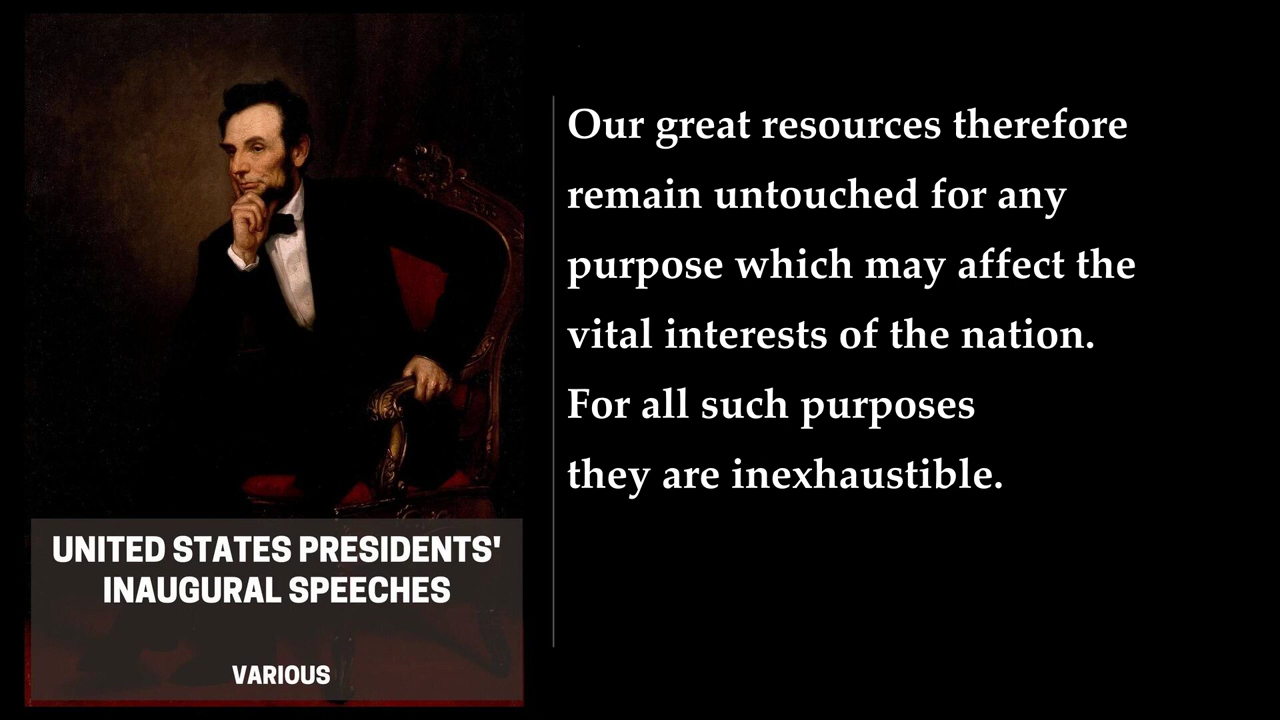 UNITED STATES PRESIDENTS'
INAUGURAL SPEECHES
VARIOUS
Our great resources therefore
remain untouched for any
purpose which may affect the
vital interests of the nation.
For all such purposes
they are inexhaustible.